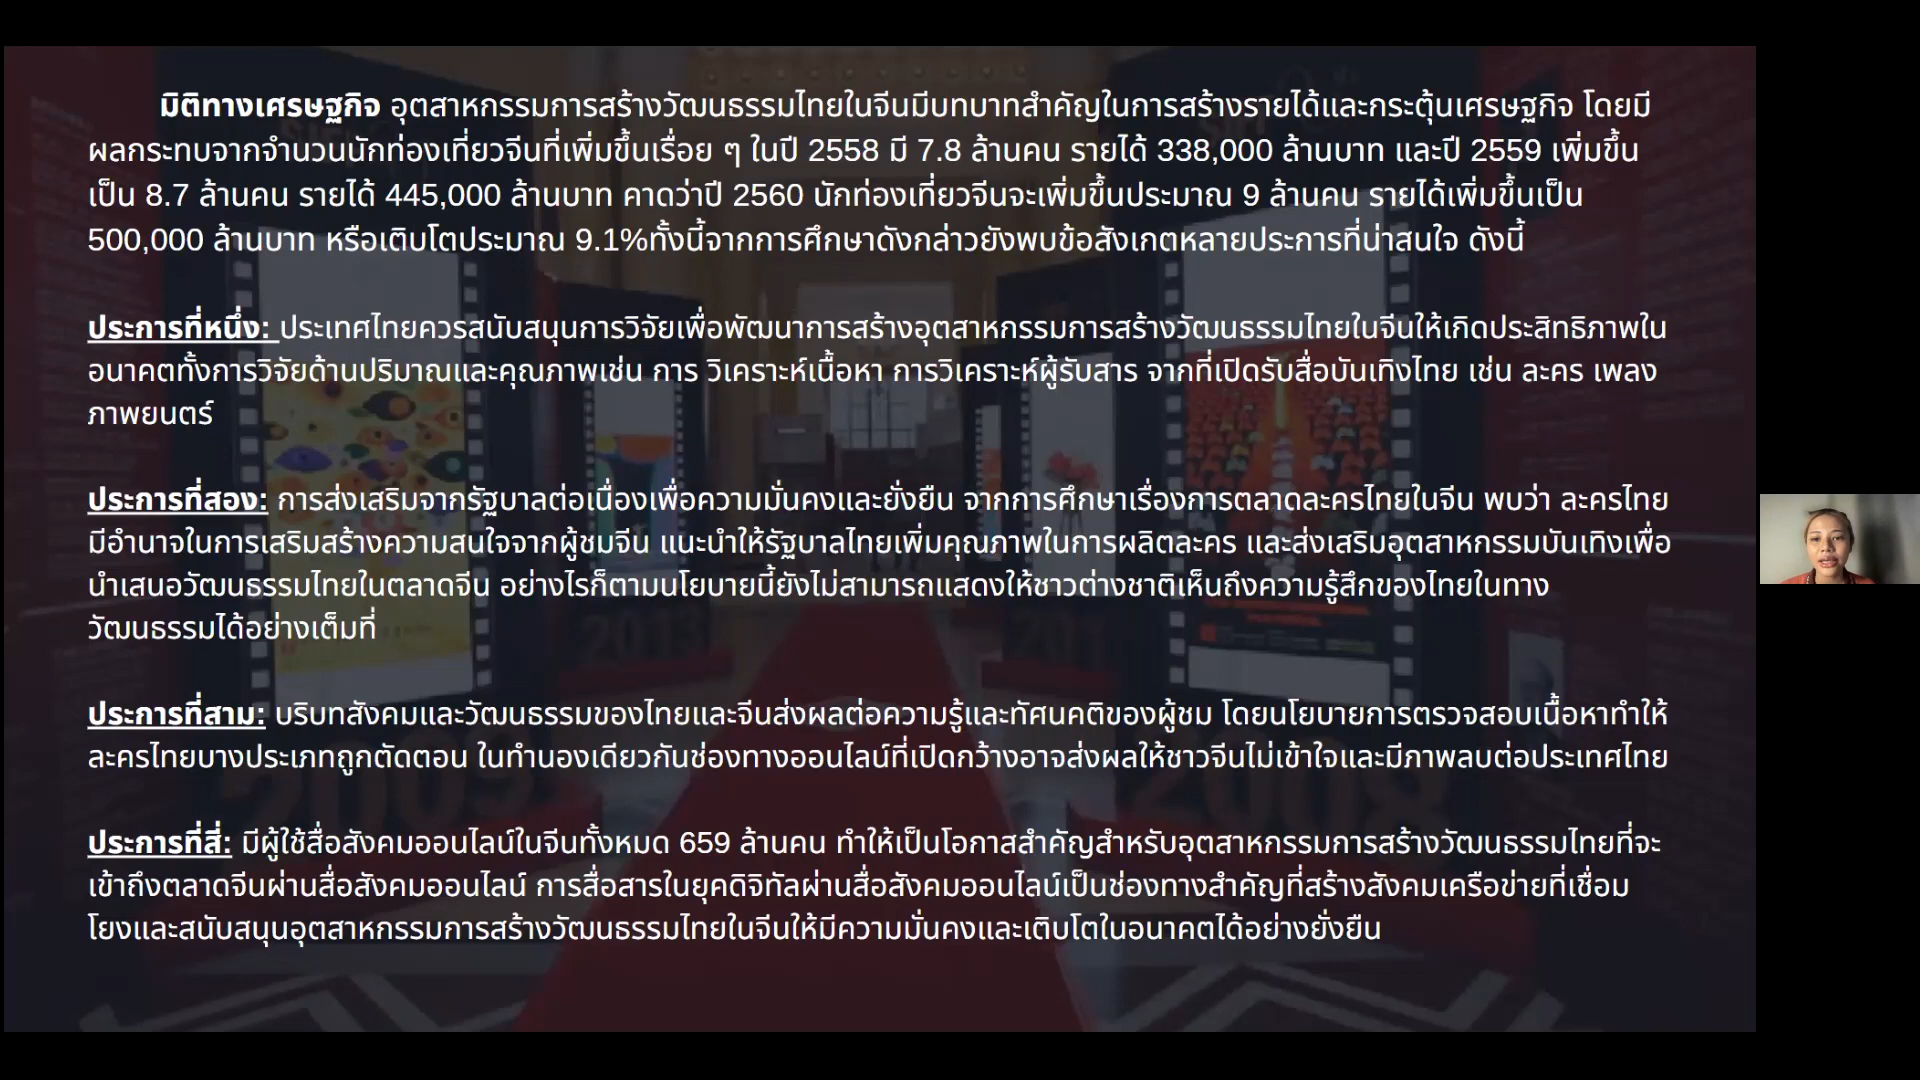 มิติทางเศรษฐกิจ อุตสาหกรรมการสร้างวัฒนธรรมไทยในจีนมีบทบาทสำคัญในการสร้างรายได้และกระตุ้นเศรษฐกิจ โดยมี
ผลกระทบจากจำนวนนักท่องเที่ยวจีนที่เพิ่มขึ้นเรื่อย ๆ ในปี 2558 มี 7.8 ล้านคน รายได้ 338,000 ล้านบาท และปี 2559 เพิ่มขึ้น
เป็น 8.7 ล้านคน รายได้ 445,000 ล้านบาท คาดว่าปี 2560 นักท่องเที่ยวจีนจะเพิ่มขึ้นประมาณ 9 ล้านคน รายได้เพิ่มขึ้นเป็น
500,000 ล้านบาท หรือเติบโตประมาณ 9.1%ทั้งนี้จากการศึกษาดังกล่าวยังพบข้อสังเกตหลายประการที่น่าสนใจ ดังนี้
ประการที่หนึ่ง: ประเทศไทยควรสนับสนุนการวิจัยเพื่อพัฒนาการสร้างอุตสาหกรรมการสร้างวัฒนธรรมไทยในจีนให้เกิดประสิทธิภาพใน
อนาคตทั้งการวิจัยด้านปริมาณและคุณภาพเช่น การ วิเคราะห์เนื้อหา การวิเคราะห์ผู้รับสาร จากที่เปิดรับสื่อบันเทิงไทย เช่น ละคร เพลง
ภาพยนตร์
ประการที่สอง: การส่งเสริมจากรัฐบาลต่อเนื่องเพื่อความมั่นคงและยั่งยืน จากการศึกษาเรื่องการตลาดละครไทยในจีน พบว่า ละครไทย
มีอำนาจในการเสริมสร้างความสนใจจากผู้ชมจีน แนะนำให้รัฐบาลไทยเพิ่มคุณภาพในการผลิตละคร และส่งเสริมอุตสาหกรรมบันเทิงเพื่อ
นำเสนอวัฒนธรรมไทยในตลาดจีน อย่างไรก็ตามนโยบายนี้ยังไม่สามารถแสดงให้ชาวต่างชาติเห็นถึงความรู้สึกของไทยในทาง
วัฒนธรรมได้อย่างเต็มที่
ประการที่สาม: บริบทสังคมและวัฒนธรรมของไทยและจีนส่งผลต่อความรู้และทัศนคติของผู้ชม โดยนโยบายการตรวจสอบเนื้อหาทำให้
ละครไทยบางประเภทถูกตัดตอน ในทำนองเดียวกันช่องทางออนไลน์ที่เปิดกว้างอาจส่งผลให้ชาวจีนไม่เข้าใจและมีภาพลบต่อประเทศไทย
ประการที่สี่: มีผู้ใช้สื่อสังคมออนไลน์ในจีนทั้งหมด 659 ล้านคน ทำให้เป็นโอกาสสำคัญสำหรับอุตสาหกรรมการสร้างวัฒนธรรมไทยที่จะ
เข้าถึงตลาดจีนผ่านสื่อสังคมออนไลน์ การสื่อสารในยุคดิจิทัลผ่านสื่อสังคมออนไลน์เป็นช่องทางสำคัญที่สร้างสังคมเครือข่ายที่เชื่อม
โยงและสนับสนุนอุตสาหกรรมการสร้างวัฒนธรรมไทยในจีนให้มีความมั่นคงและเติบโตในอนาคตได้อย่างยั่งยืน
2013
2009
2008